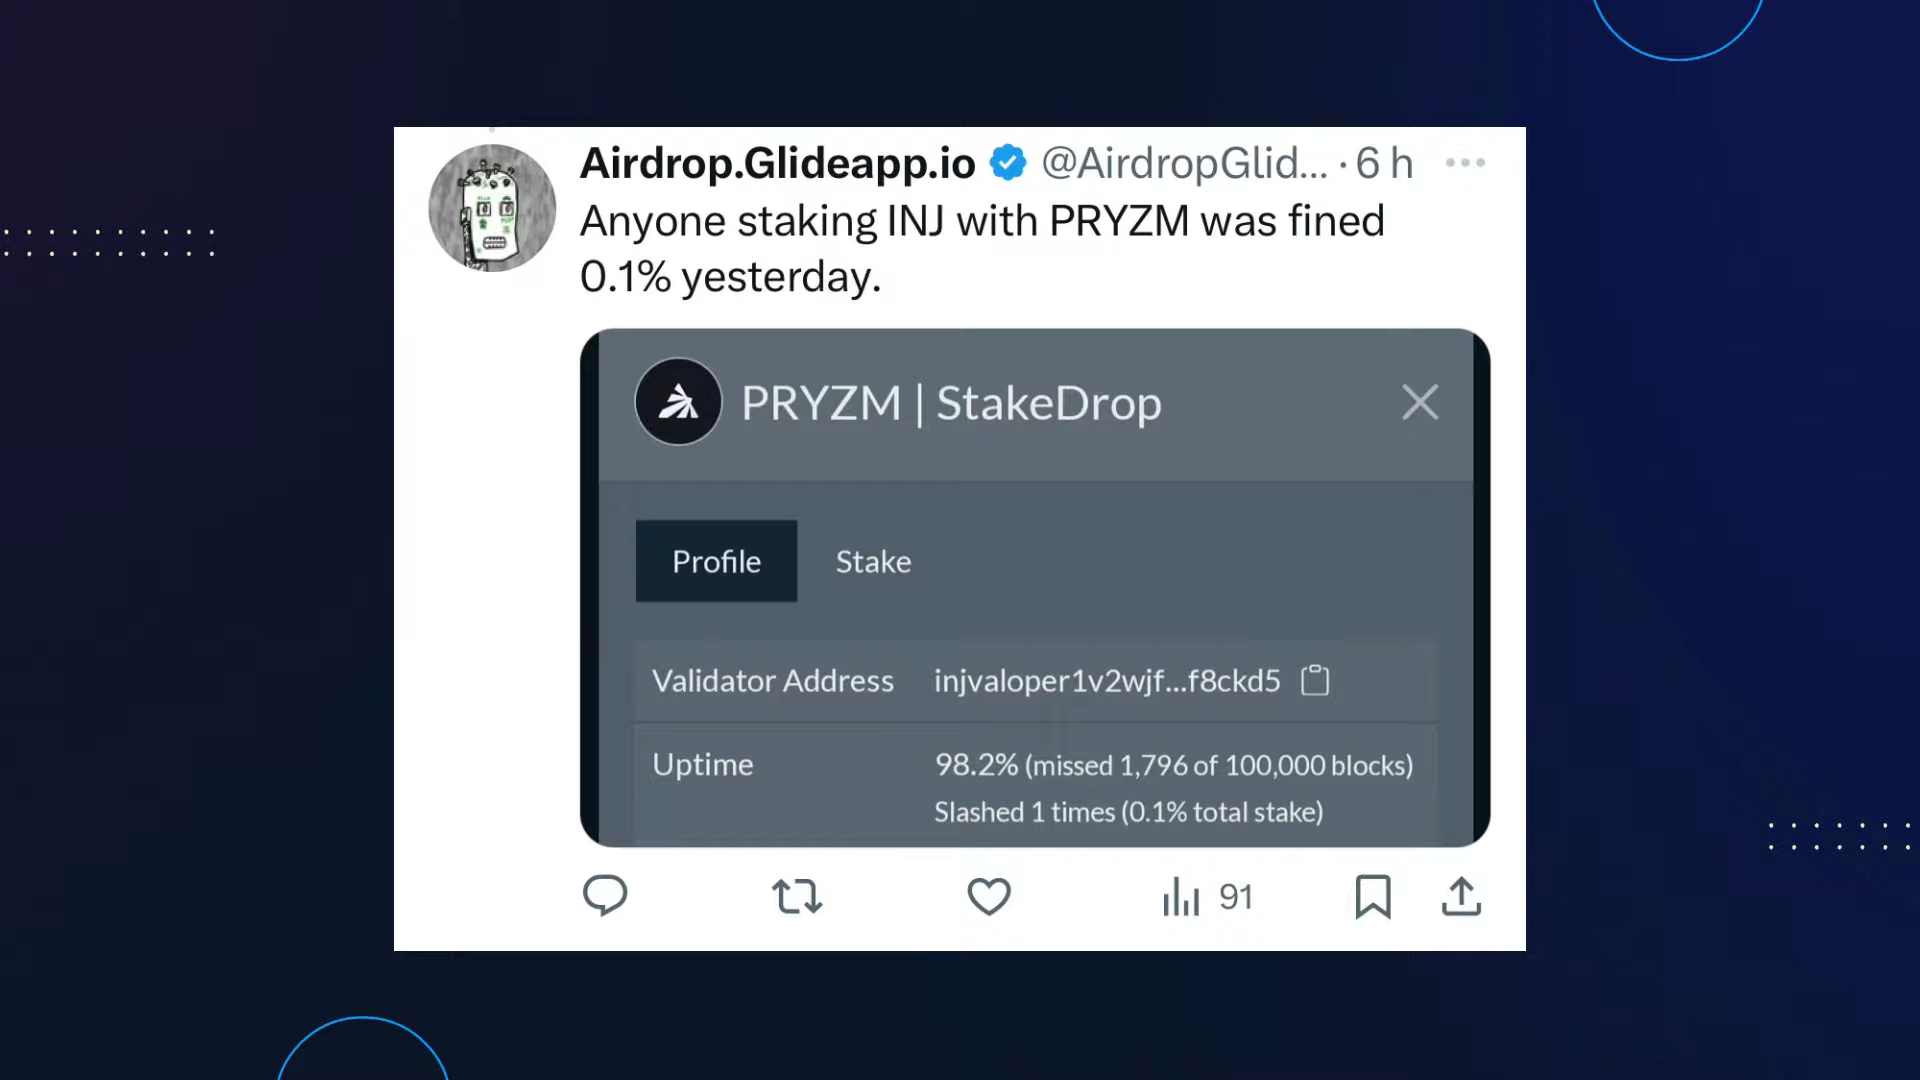 Airdrop.Glideapp.io @AirdropGlid... · 6 h
Anyone staking INJ with PRYZM was fined
0.1% yesterday.
PRYZM | StakeDrop
Profile Stake
Validator Address injvaloper1v2wjf...f8ckd5
Uptime 98.2% (missed 1,796 of 100,000 blocks)
Slashed 1 times (0.1% total stake)
91